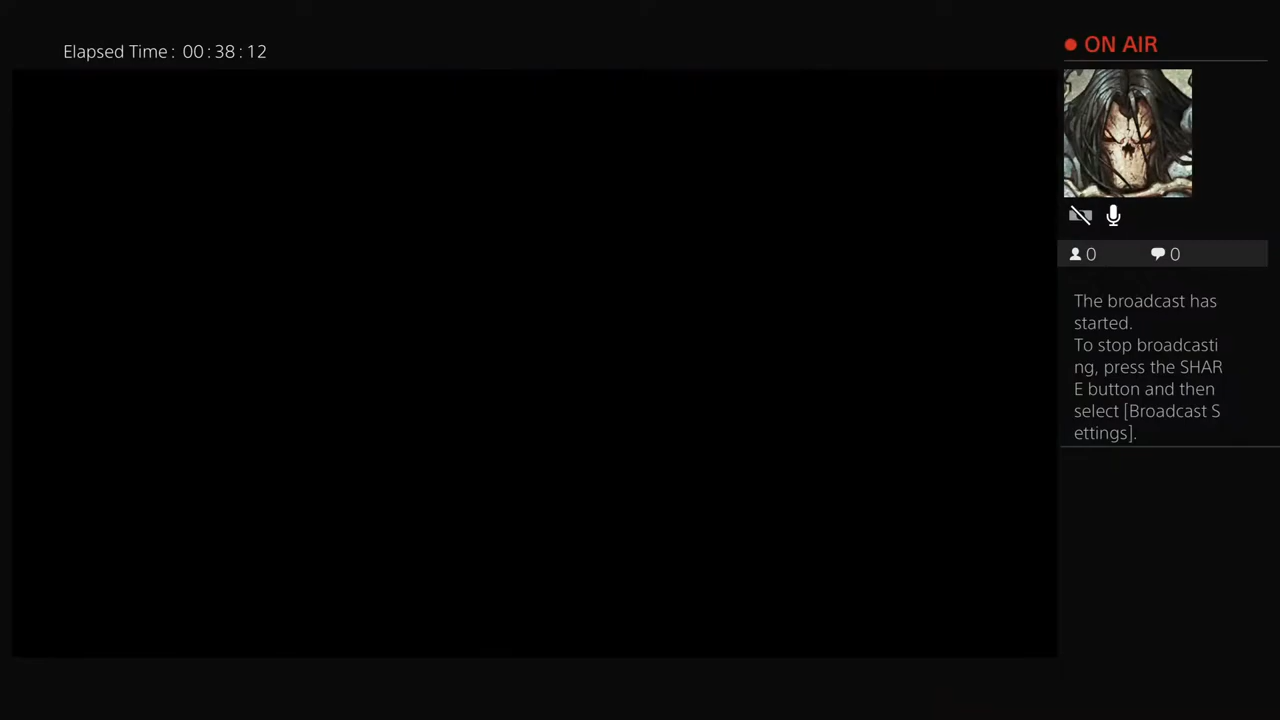 Elapsed Time: 00:38:12
ON AIR
0 0
The broadcast has
started.
To stop broadcasti
ng, press the SHAR
E button and then
select [Broadcast S
ettings].